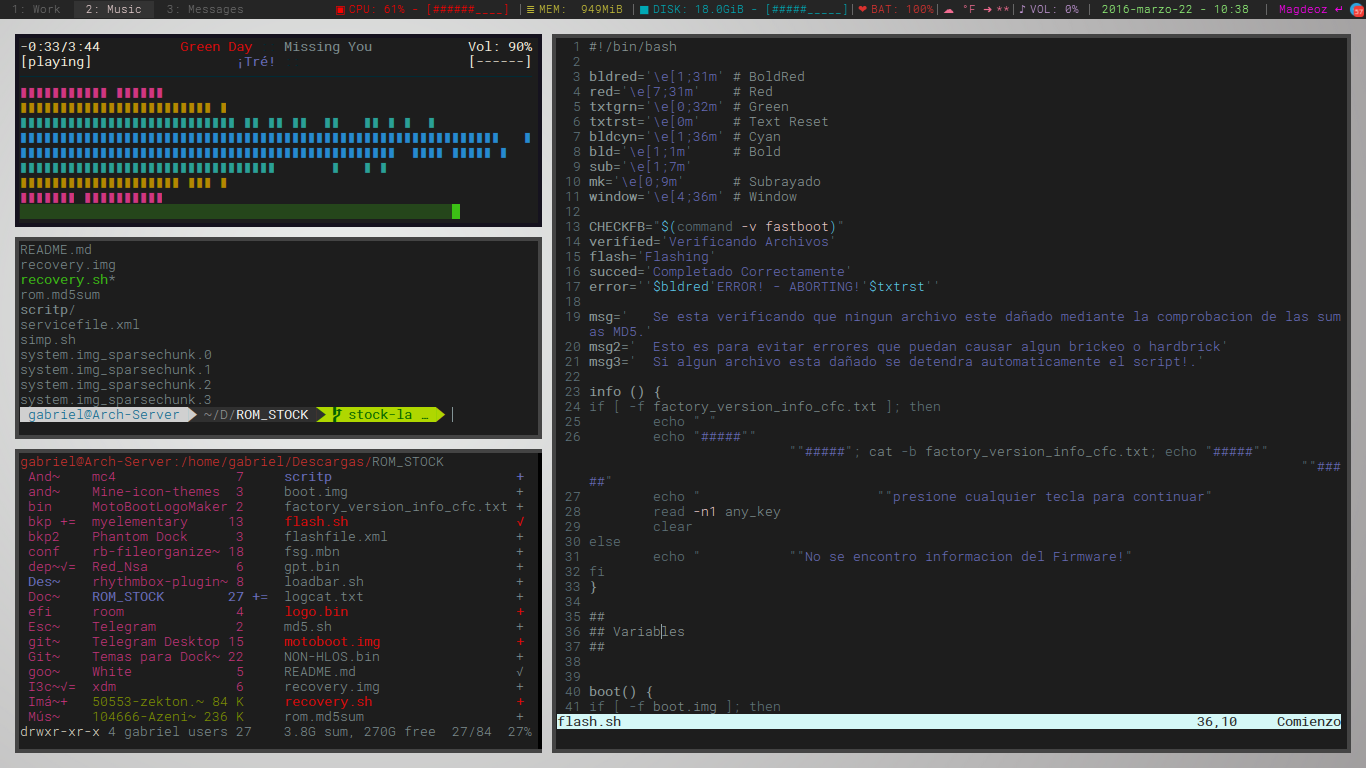 1: Work 2: Music 3: Messages CPU: 61% - [######____] | MEM: 949MiB | DISK: 18.0GiB - [#####_____] | BAT: 100% | °F → ** | VOL: 0% | 2016-marzo-22 - 10:38 | Magdeoz ↵
-0:33/3:44 Green Day Missing You Vol: 90%
[playing] ¡Tré! [------]
README.md
recovery.img
recovery.sh*
rom.md5sum
scritp/
servicefile.xml
simp.sh
system.img_sparsechunk.0
system.img_sparsechunk.1
system.img_sparsechunk.2
system.img_sparsechunk.3
gabriel@Arch-Server ~/D/ROM_STOCK stock-la …
gabriel@Arch-Server:/home/gabriel/Descargas/ROM_STOCK
And~ mc4 7 scritp +
and~ Mine-icon-themes 3 boot.img +
bin MotoBootLogoMaker 2 factory_version_info_cfc.txt +
bkp += myelementary 13 flash.sh √
bkp2 Phantom Dock 3 flashfile.xml +
conf rb-fileorganize~ 18 fsg.mbn +
dep~√= Red_Nsa 6 gpt.bin +
Des~ rhythmbox-plugin~ 8 loadbar.sh +
Doc~ ROM_STOCK 27 += logcat.txt +
efi room 4 logo.bin +
Esc~ Telegram 2 md5.sh +
git~ Telegram Desktop 15 motoboot.img +
Git~ Temas para Dock~ 22 NON-HLOS.bin +
goo~ White 5 README.md √
I3c~√= xdm 6 recovery.img +
Imá~+ 50553-zekton.~ 84 K recovery.sh +
Mús~ 104666-Azeni~ 236 K rom.md5sum +
drwxr-xr-x 4 gabriel users 27 3.8G sum, 270G free 27/84 27%
1 #!/bin/bash
2
3 bldred='\e[1;31m' # BoldRed
4 red='\e[7;31m' # Red
5 txtgrn='\e[0;32m' # Green
6 txtrst='\e[0m' # Text Reset
7 bldcyn='\e[1;36m' # Cyan
8 bld='\e[1;1m' # Bold
9 sub='\e[1;7m'
10 mk='\e[0;9m' # Subrayado
11 window='\e[4;36m' # Window
12
13 CHECKFB="$(command -v fastboot)"
14 verified='Verificando Archivos'
15 flash='Flashing'
16 succed='Completado Correctamente'
17 error=''$bldred'ERROR! - ABORTING!'$txtrst''
18
19 msg=' Se esta verificando que ningun archivo este dañado mediante la comprobacion de las sum
as MD5.'
20 msg2=' Esto es para evitar errores que puedan causar algun brickeo o hardbrick'
21 msg3=' Si algun archivo esta dañado se detendra automaticamente el script!.'
22
23 info () {
24 if [ -f factory_version_info_cfc.txt ]; then
25 echo " "
26 echo "#####""
""#####"; cat -b factory_version_info_cfc.txt; echo "#####""
""###
##"
27 echo " ""presione cualquier tecla para continuar"
28 read -n1 any_key
29 clear
30 else
31 echo " ""No se encontro informacion del Firmware!"
32 fi
33 }
34
35 ##
36 ## Variables
37 ##
38
39
40 boot() {
41 if [ -f boot.img ]; then
flash.sh 36,10 Comienzo